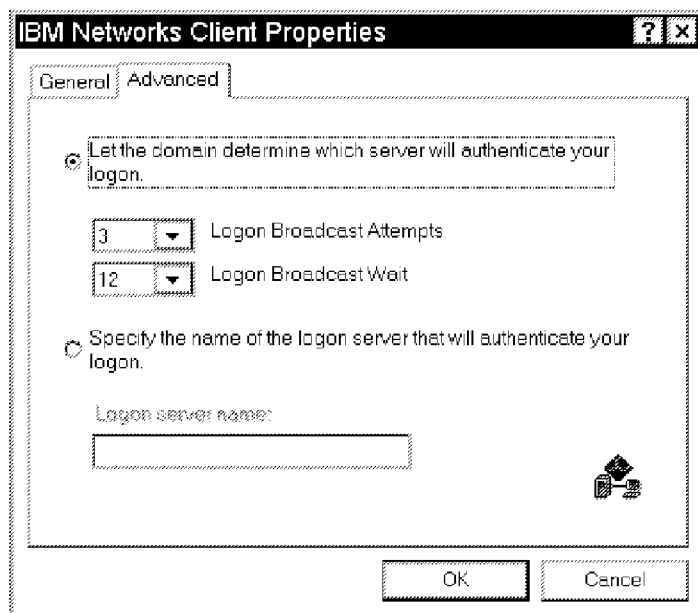 IBM Networks Client Properties
General Advanced
Let the domain determine which server will authenticate your
logon.
3 Logon Broadcast Attempts
12 Logon Broadcast Wait
Specify the name of the logon server that will authenticate your
logon.
Logon server name:
OK Cancel